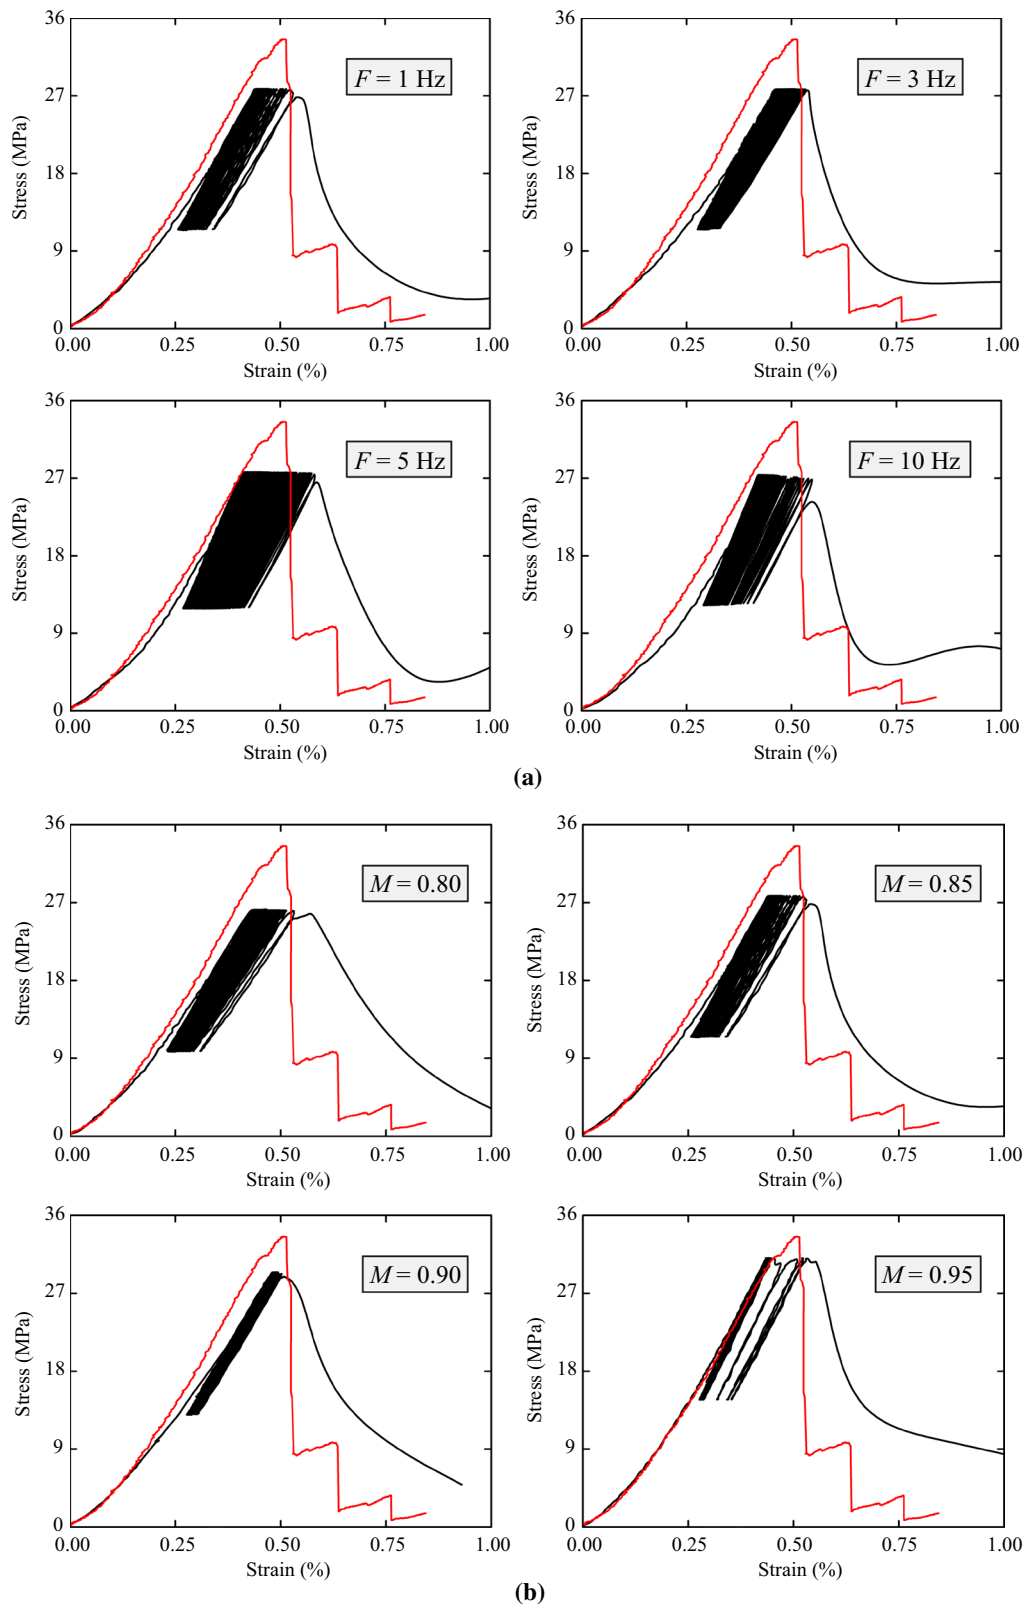 36
27
18
9
0
Stress (MPa)
F = 1 Hz
0.00 0.25 0.50 0.75 1.00
Strain (%)
36
27
18
9
0
Stress (MPa)
F = 3 Hz
0.00 0.25 0.50 0.75 1.00
Strain (%)
36
27
18
9
0
Stress (MPa)
F = 5 Hz
0.00 0.25 0.50 0.75 1.00
Strain (%)
36
27
18
9
0
Stress (MPa)
F = 10 Hz
0.00 0.25 0.50 0.75 1.00
Strain (%)
(a)
36
27
18
9
0
Stress (MPa)
M = 0.80
0.00 0.25 0.50 0.75 1.00
Strain (%)
36
27
18
9
0
Stress (MPa)
M = 0.85
0.00 0.25 0.50 0.75 1.00
Strain (%)
36
27
18
9
0
Stress (MPa)
M = 0.90
0.00 0.25 0.50 0.75 1.00
Strain (%)
36
27
18
9
0
Stress (MPa)
M = 0.95
0.00 0.25 0.50 0.75 1.00
Strain (%)
(b)